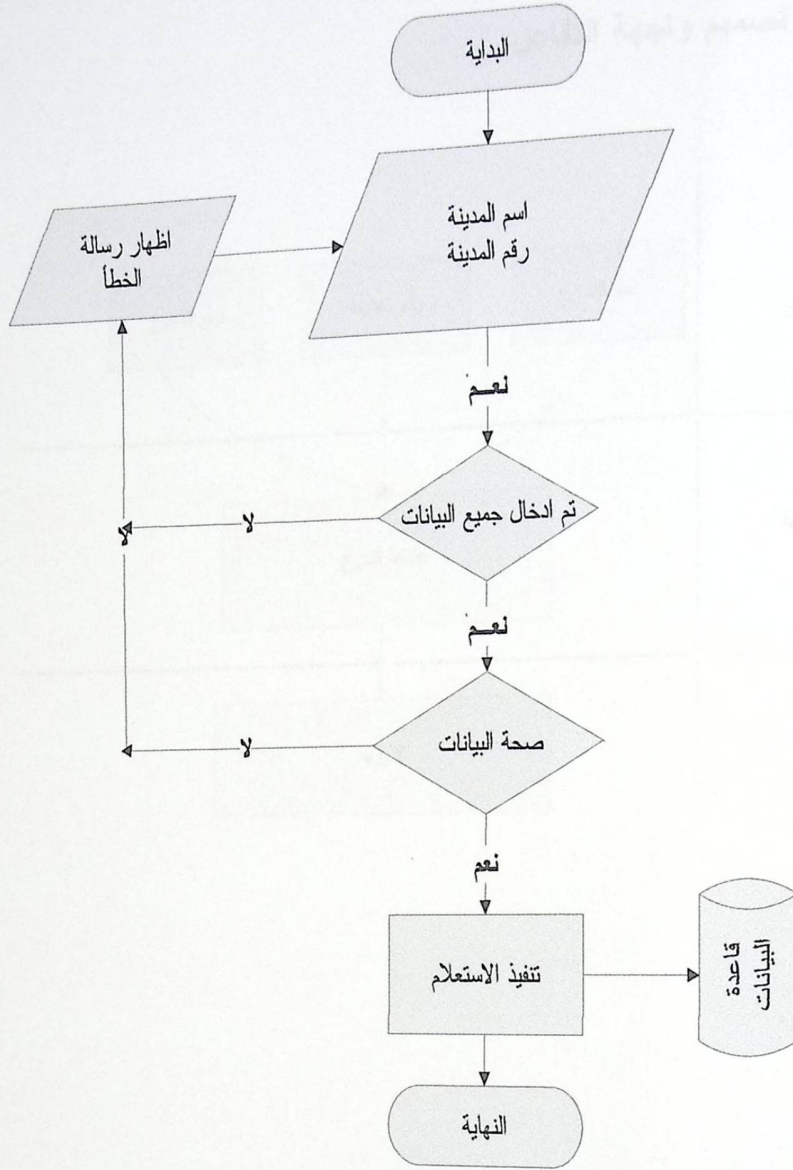 البداية
اسم المدينة
رقم المدينة
اظهار رسالة
الخطأ
نعم
تم ادخال جميع البيانات
لا
لا
نعم
صحة البيانات
لا
نعم
تنفيذ الاستعلام
قاعدة
البيانات
النهاية